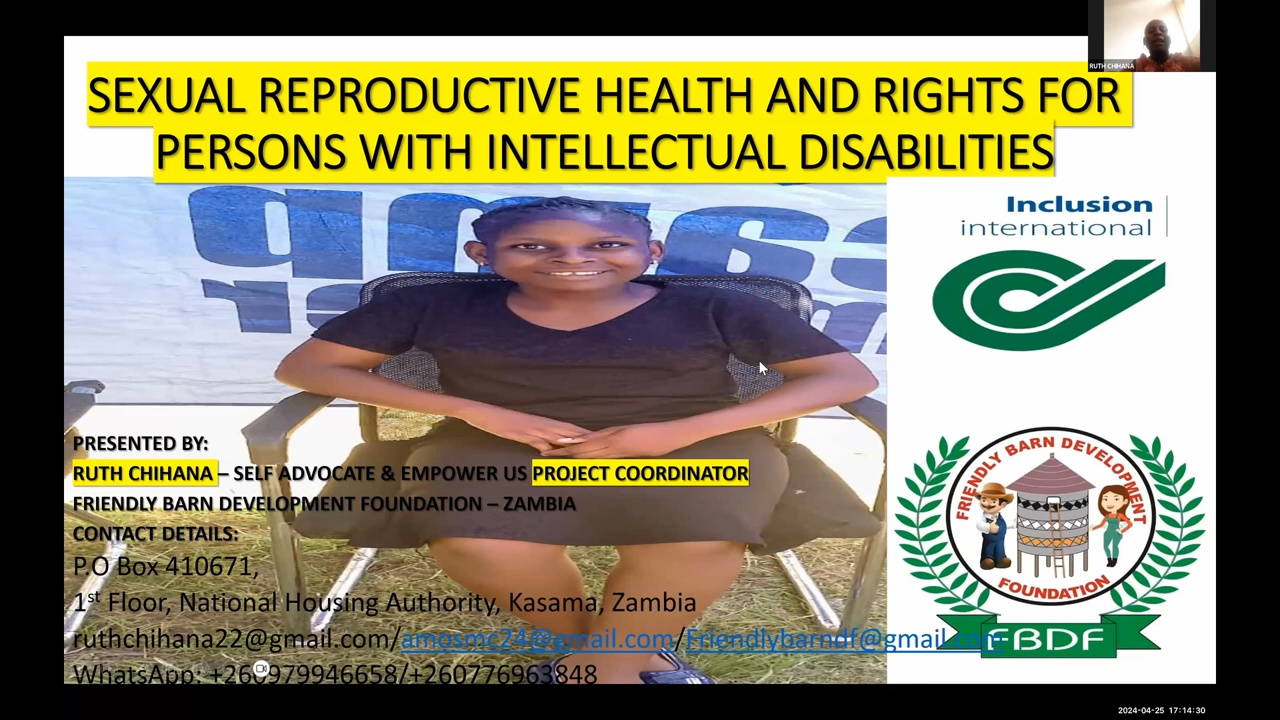 RUTH CHIHANA
SEXUAL REPRODUCTIVE HEALTH AND RIGHTS FOR
PERSONS WITH INTELLECTUAL DISABILITIES
Inclusion
international
PRESENTED BY:
RUTH CHIHANA – SELF ADVOCATE & EMPOWER US PROJECT COORDINATOR
FRIENDLY BARN DEVELOPMENT FOUNDATION – ZAMBIA
CONTACT DETAILS:
P.O Box 410671,
1st Floor, National Housing Authority, Kasama, Zambia
ruthchihana22@gmail.com/amosmc24@gmail.com/Friendlybarndf@gmail.com
WhatsApp: +260979946658/+260776963848
FRIENDLY BARN DEVELOPMENT
FOUNDATION
FBDF
2024-04-25 17:14:30